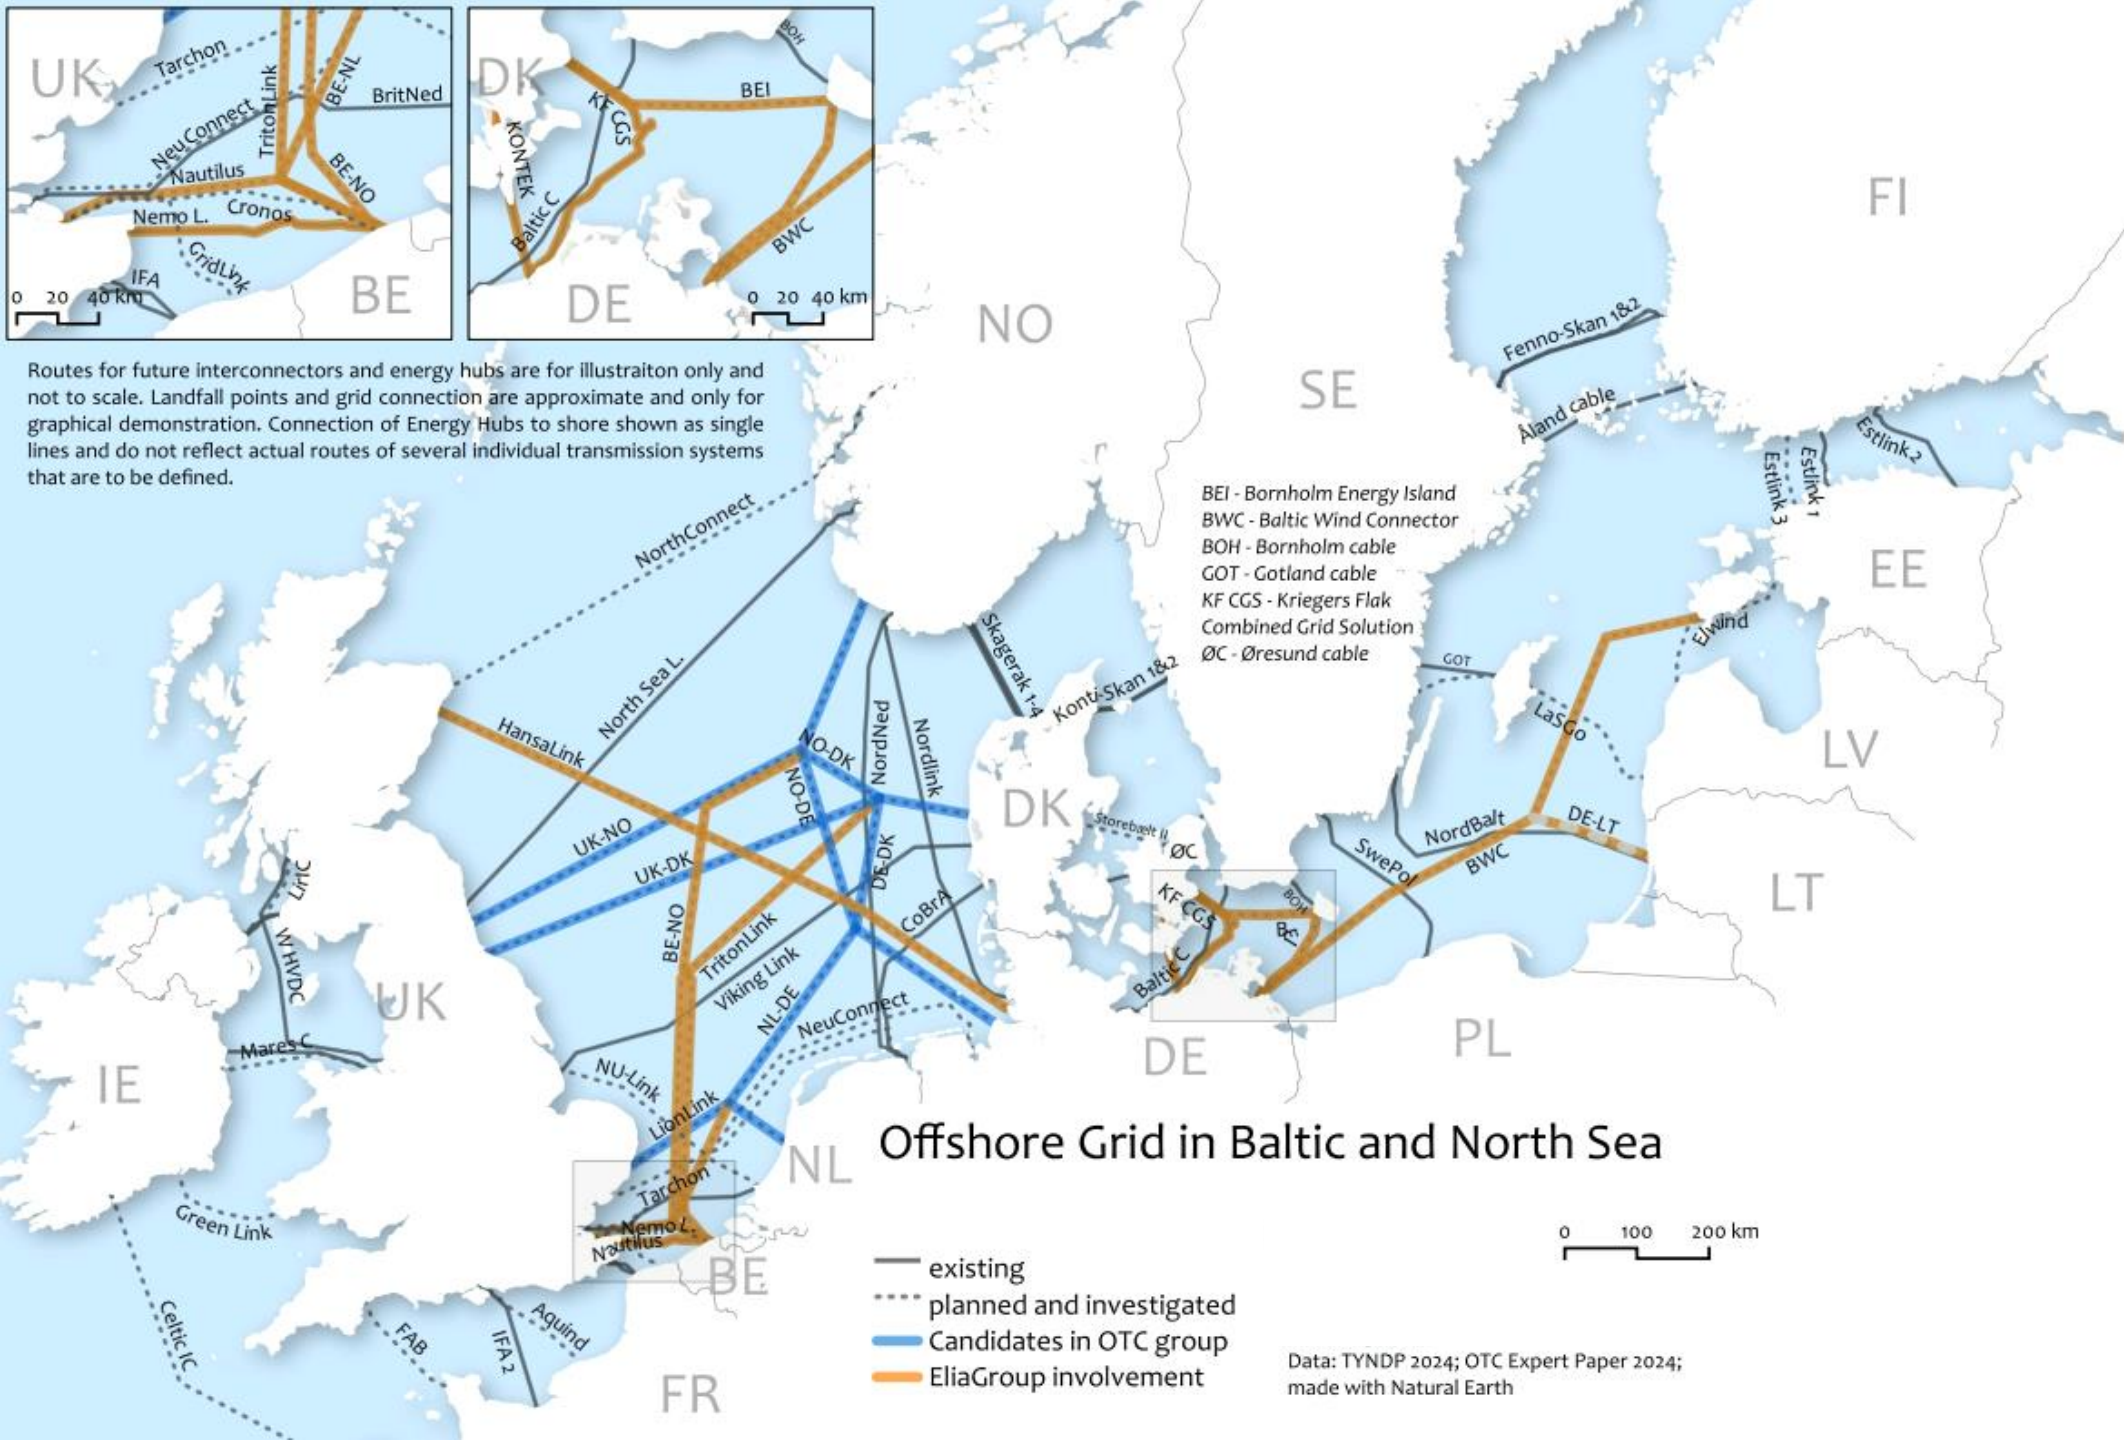 UK
Tarchon
NeuConnect
TritonLink
BE-NL
BritNed
Nautilus
BE-NO
Nemo L.
Cronos
GridLink
IFA
BE
0 20 40 km
DK
BOH
KF CGS
BEI
KONTEK
Baltic C
BWC
DE
0 20 40 km
Routes for future interconnectors and energy hubs are for illustraiton only and
not to scale. Landfall points and grid connection are approximate and only for
graphical demonstration. Connection of Energy Hubs to shore shown as single
lines and do not reflect actual routes of several individual transmission systems
that are to be defined.
NO
SE
FI
Fenno-Skan 1&2
Åland cable
Estlink 3
Estlink 1
Estlink 2
EE
BEI - Bornholm Energy Island
BWC - Baltic Wind Connector
BOH - Bornholm cable
GOT - Gotland cable
KF CGS - Kriegers Flak
Combined Grid Solution
ØC - Øresund cable
NorthConnect
North Sea L.
HansaLink
Skagerak 1-4
Konti-Skan 1&2
NO-DK
NordNed
Nordlink
NO-DE
UK-NO
UK-DK
DE-DK
CoBrA
DK
Storebælt II
ØC
GOT
LaSGo
Elwind
LV
NordBalt
DE-LT
SwePol
BWC
LT
KF CGS
BOH
BEI
Baltic C
LirIC
W HVDC
UK
Mares C
IE
BE-NO
TritonLink
Viking Link
NL-DE
NeuConnect
NU-Link
LionLink
DE
PL
Offshore Grid in Baltic and North Sea
NL
Tarchon
Nemo L.
Nautilus
BE
Green Link
Celtic IC
FAB
IFA 2
Aquind
FR
0 100 200 km
existing
planned and investigated
Candidates in OTC group
EliaGroup involvement
Data: TYNDP 2024; OTC Expert Paper 2024;
made with Natural Earth